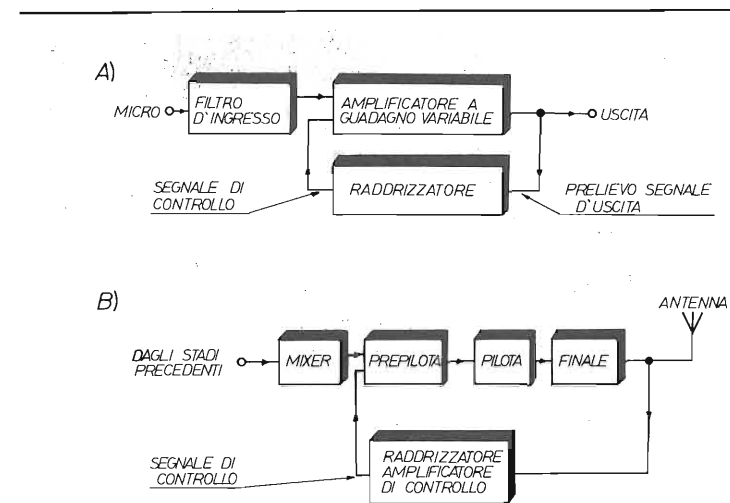 A)
MICRO
FILTRO
D'INGRESSO
AMPLIFICATORE A
GUADAGNO VARIABILE
USCITA
SEGNALE DI
CONTROLLO
RADDRIZZATORE
PRELIEVO SEGNALE
D'USCITA
B)
ANTENNA
DAGLI STADI
PRECEDENTI
MIXER
PREPILOTA
PILOTA
FINALE
SEGNALE DI
CONTROLLO
RADDRIZZATORE
AMPLIFICATORE
DI CONTROLLO